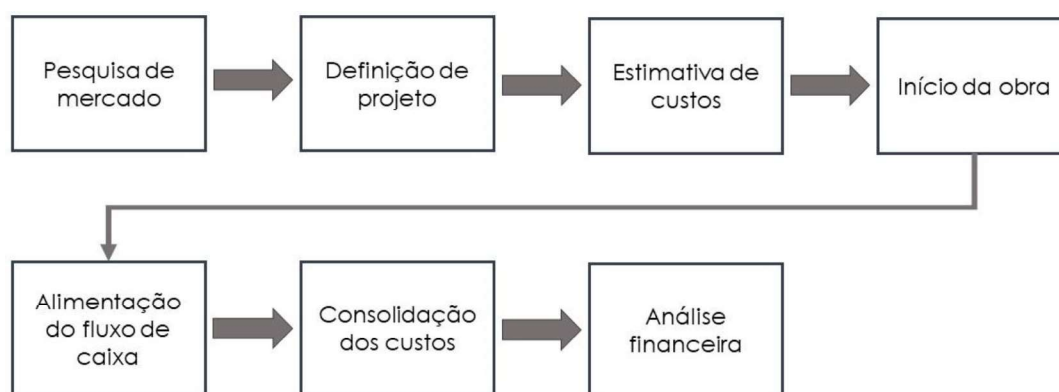 Pesquisa de
mercado
Definição de
projeto
Estimativa de
custos
Início da obra
Alimentação
do fluxo de
caixa
Consolidação
dos custos
Análise
financeira